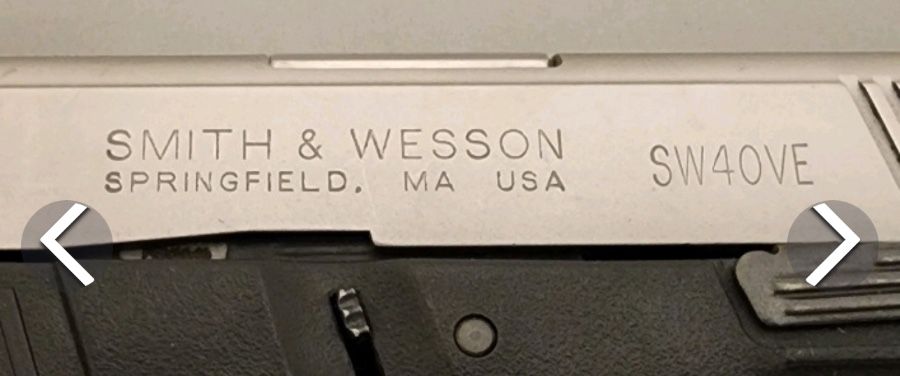 SMITH & WESSON
SPRINGFIELD, MA USA
SW40VE